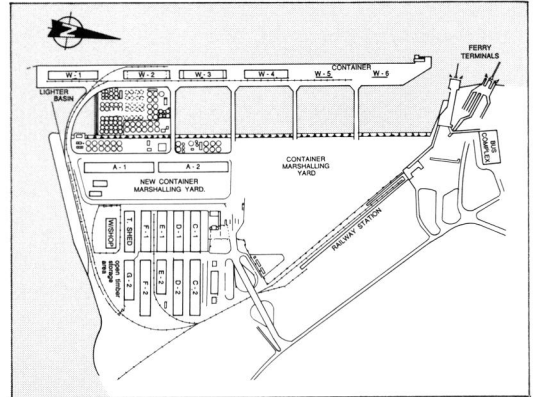 FERRY
TERMINALS
CONTAINER
W-1
W-2
W-3
W-4
W-5
W-6
LIGHTER
BASIN
BUS
COMPLEX
A-1
A-2
CONTAINER
MARSHALLING
YARD
NEW CONTAINER
MARSHALLING YARD.
W/SHOP
T. SHED
F-1
E-1
D-1
C-1
RAILWAY STATION
open timber
storage
area
G-2
F-2
E-2
D-2
C-2